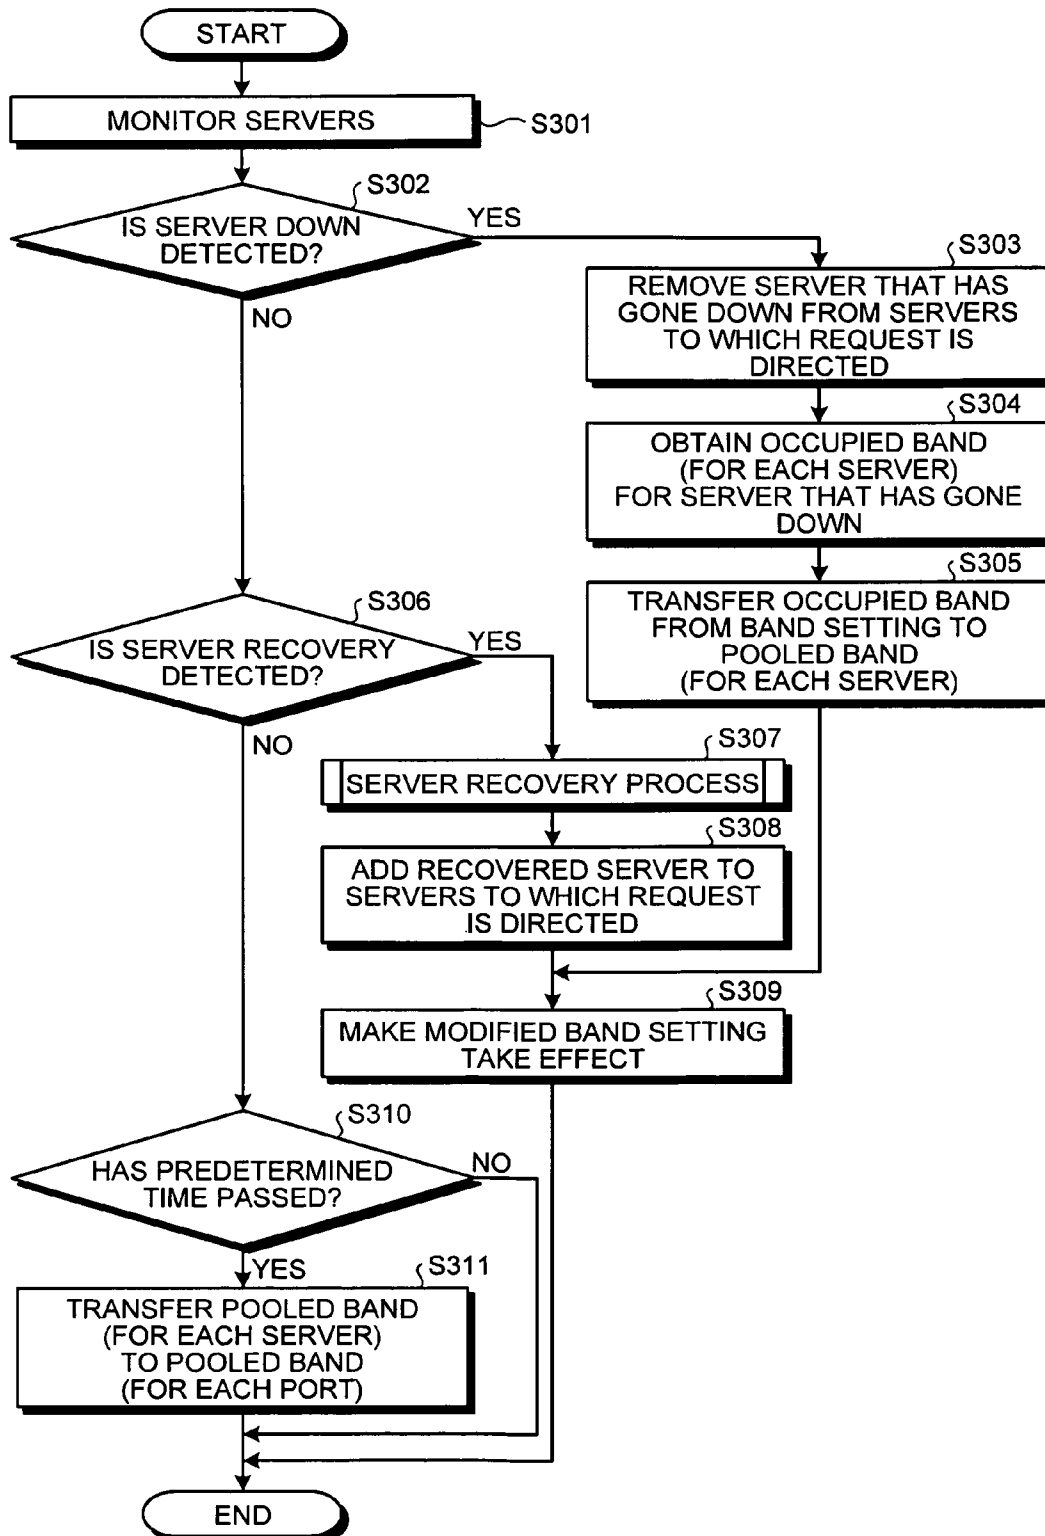 START
MONITOR SERVERS
S301
S302
IS SERVER DOWN
DETECTED?
YES
NO
S303
REMOVE SERVER THAT HAS
GONE DOWN FROM SERVERS
TO WHICH REQUEST IS
DIRECTED
S304
OBTAIN OCCUPIED BAND
(FOR EACH SERVER)
FOR SERVER THAT HAS GONE
DOWN
S305
TRANSFER OCCUPIED BAND
FROM BAND SETTING TO
POOLED BAND
(FOR EACH SERVER)
S306
IS SERVER RECOVERY
DETECTED?
YES
NO
S307
SERVER RECOVERY PROCESS
S308
ADD RECOVERED SERVER TO
SERVERS TO WHICH REQUEST
IS DIRECTED
S309
MAKE MODIFIED BAND SETTING
TAKE EFFECT
S310
HAS PREDETERMINED
TIME PASSED?
NO
YES
S311
TRANSFER POOLED BAND
(FOR EACH SERVER)
TO POOLED BAND
(FOR EACH PORT)
END